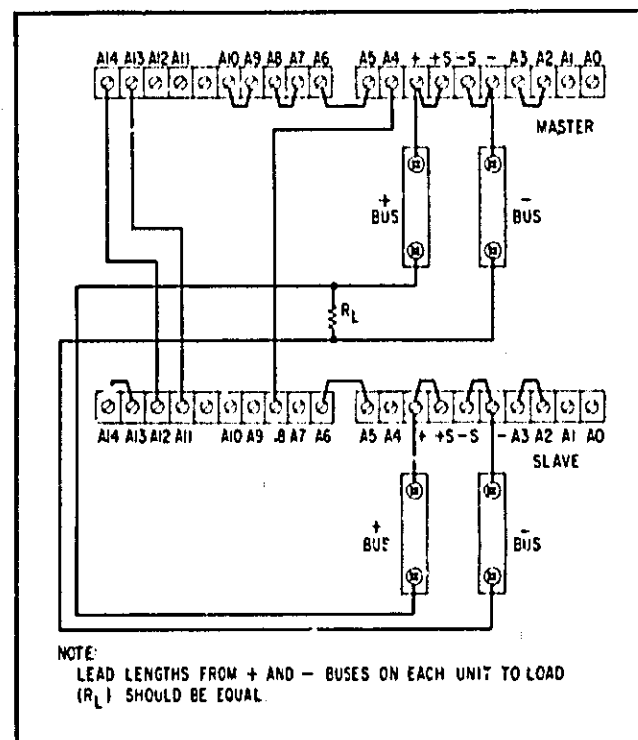 A14 A13 A12 A11 A10 A9 A8 A7 A6 A5 A4 + +S -S - A3 A2 A1 A0
MASTER
+
BUS
-
BUS
RL
A14 A13 A12 A11 A10 A9 .8 A7 A6 A5 A4 + +S -S - A3 A2 A1 A0
SLAVE
+
BUS
-
BUS
NOTE:
LEAD LENGTHS FROM + AND - BUSES ON EACH UNIT TO LOAD
(RL) SHOULD BE EQUAL.